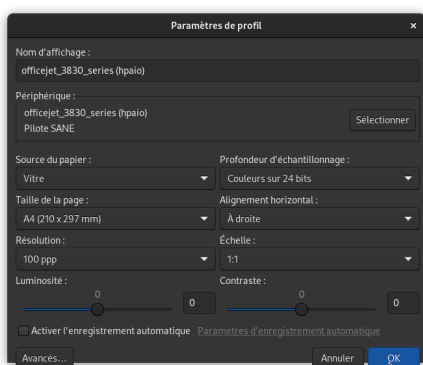 Paramètres de profil
×
Nom d'affichage :
officejet_3830_series (hpaio)
Périphérique :
officejet_3830_series (hpaio)
Pilote SANE
Sélectionner
Source du papier :
Profondeur d'échantillonnage :
Vitre
Couleurs sur 24 bits
Taille de la page :
Alignement horizontal :
A4 (210 x 297 mm)
À droite
Résolution :
Échelle :
100 ppp
1:1
Luminosité :
Contraste :
0
0
0
0
Activer l'enregistrement automatique Paramètres d'enregistrement automatique
Avancés...
Annuler
OK